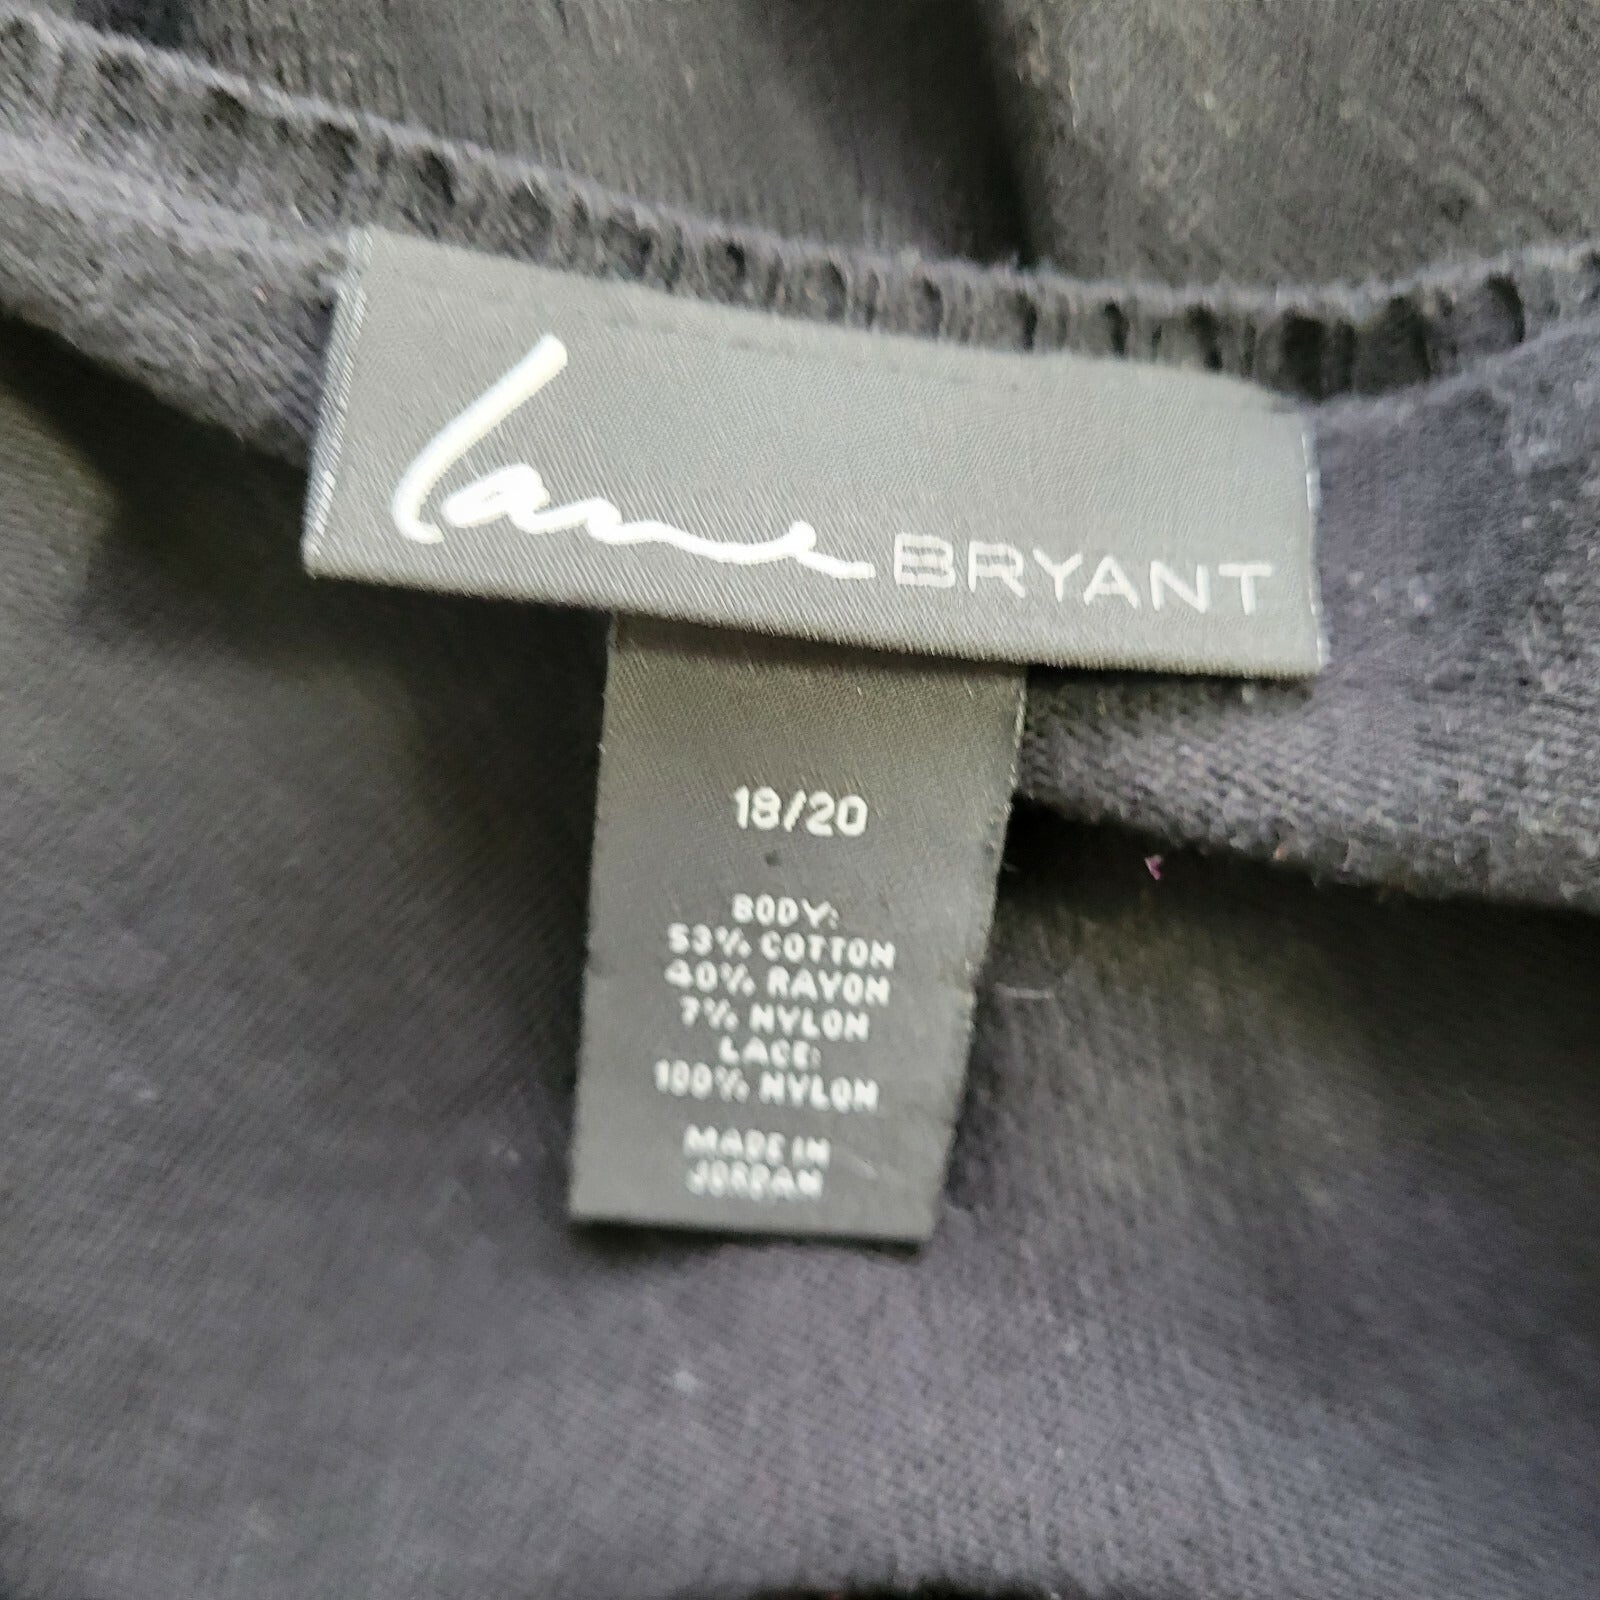 Lane BRYANT
18/20
BODY:
53% COTTON
40% RAYON
7% NYLON
LACE:
100% NYLON
MADE IN
JORDAN